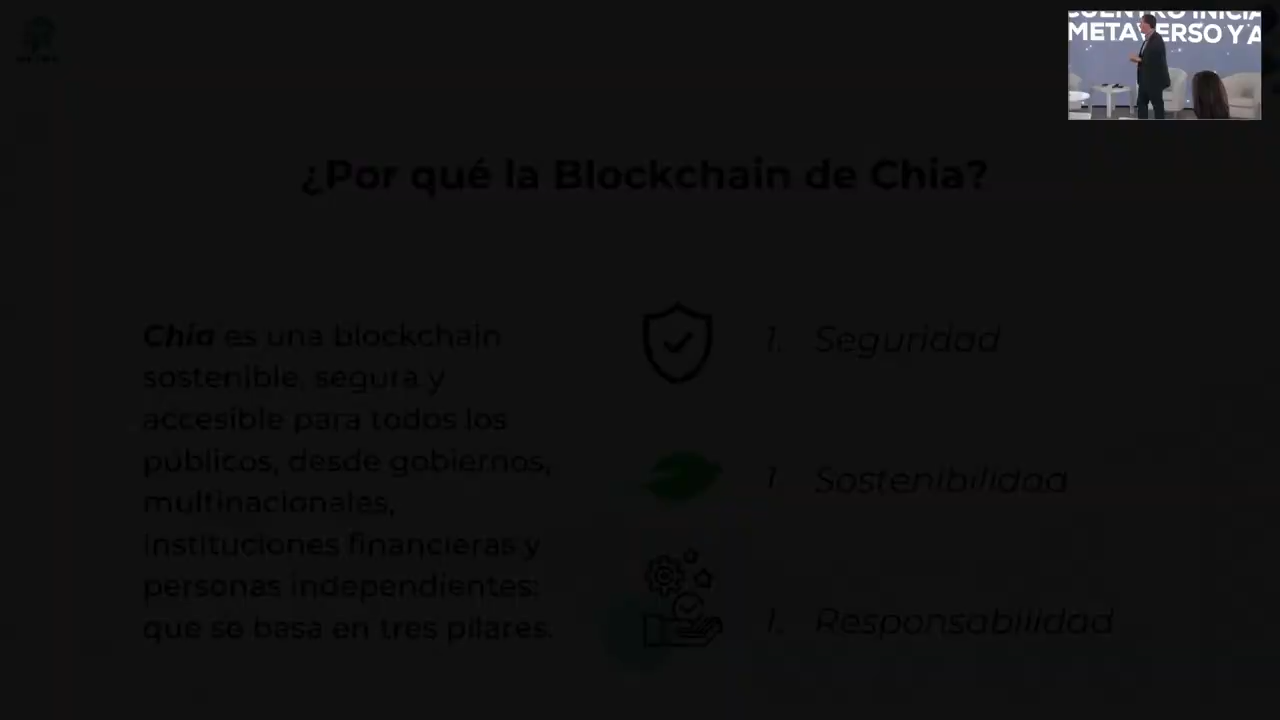 METAVERSO Y A
¿Por qué la Blockchain de Chia?
Chia es una blockchain
sostenible, segura y
accesible para todos los
públicos, desde gobiernos,
multinacionales,
instituciones financieras y
personas independientes:
que se basa en tres pilares.
1. Seguridad
1. Sostenibilidad
1. Responsabilidad